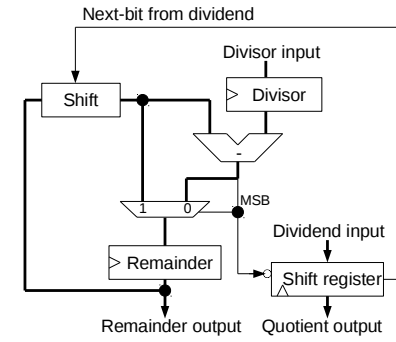 Next-bit from dividend
Divisor input
Shift
Divisor
-
1 0
MSB
Dividend input
Remainder
Shift register
Remainder output
Quotient output